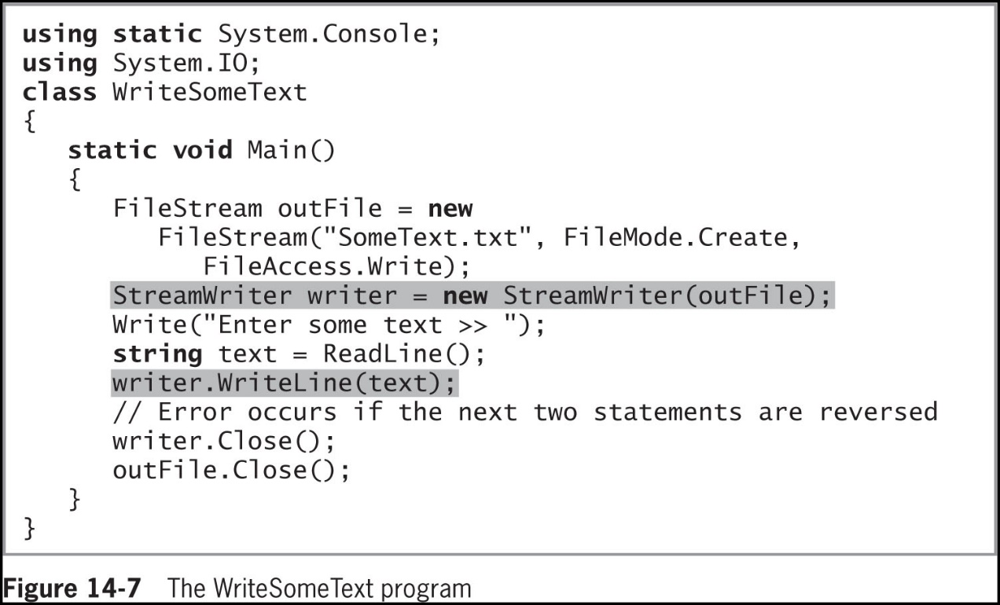 using static System.Console;
using System.IO;
class WriteSomeText
{
   static void Main()
   {
      FileStream outFile = new
         FileStream("SomeText.txt", FileMode.Create,
            FileAccess.Write);
      StreamWriter writer = new StreamWriter(outFile);
      Write("Enter some text >> ");
      string text = ReadLine();
      writer.WriteLine(text);
      // Error occurs if the next two statements are reversed
      writer.Close();
      outFile.Close();
   }
}
Figure 14-7 The WriteSomeText program